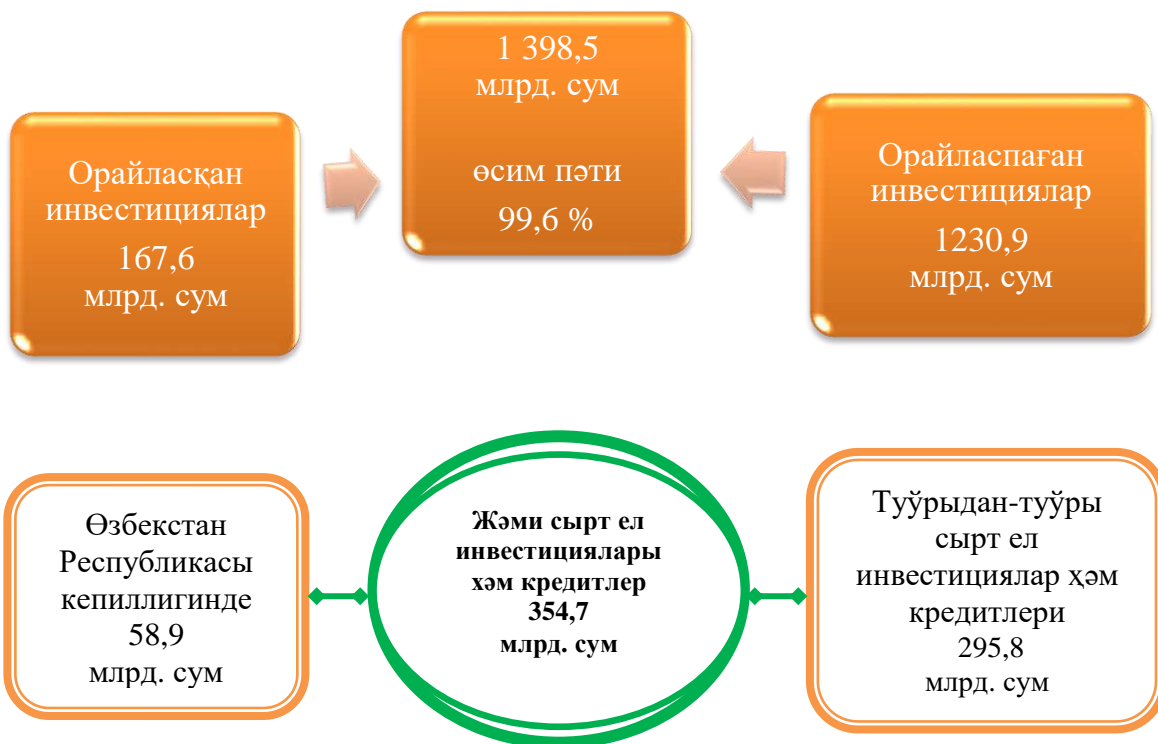 Орайласқан
инвестициялар
167,6
млрд. сум
1 398,5
млрд. сум
өсим пәти
99,6 %
Орайласпаған
инвестициялар
1230,9
млрд. сум
Өзбекстан
Республикасы
кепиллигинде
58,9
млрд. сум
Жәми сырт ел
инвестициялары
хәм кредитлер
354,7
млрд. сум
Туўрыдан-туўры
сырт ел
инвестициялар ҳәм
кредитлери
295,8
млрд. сум